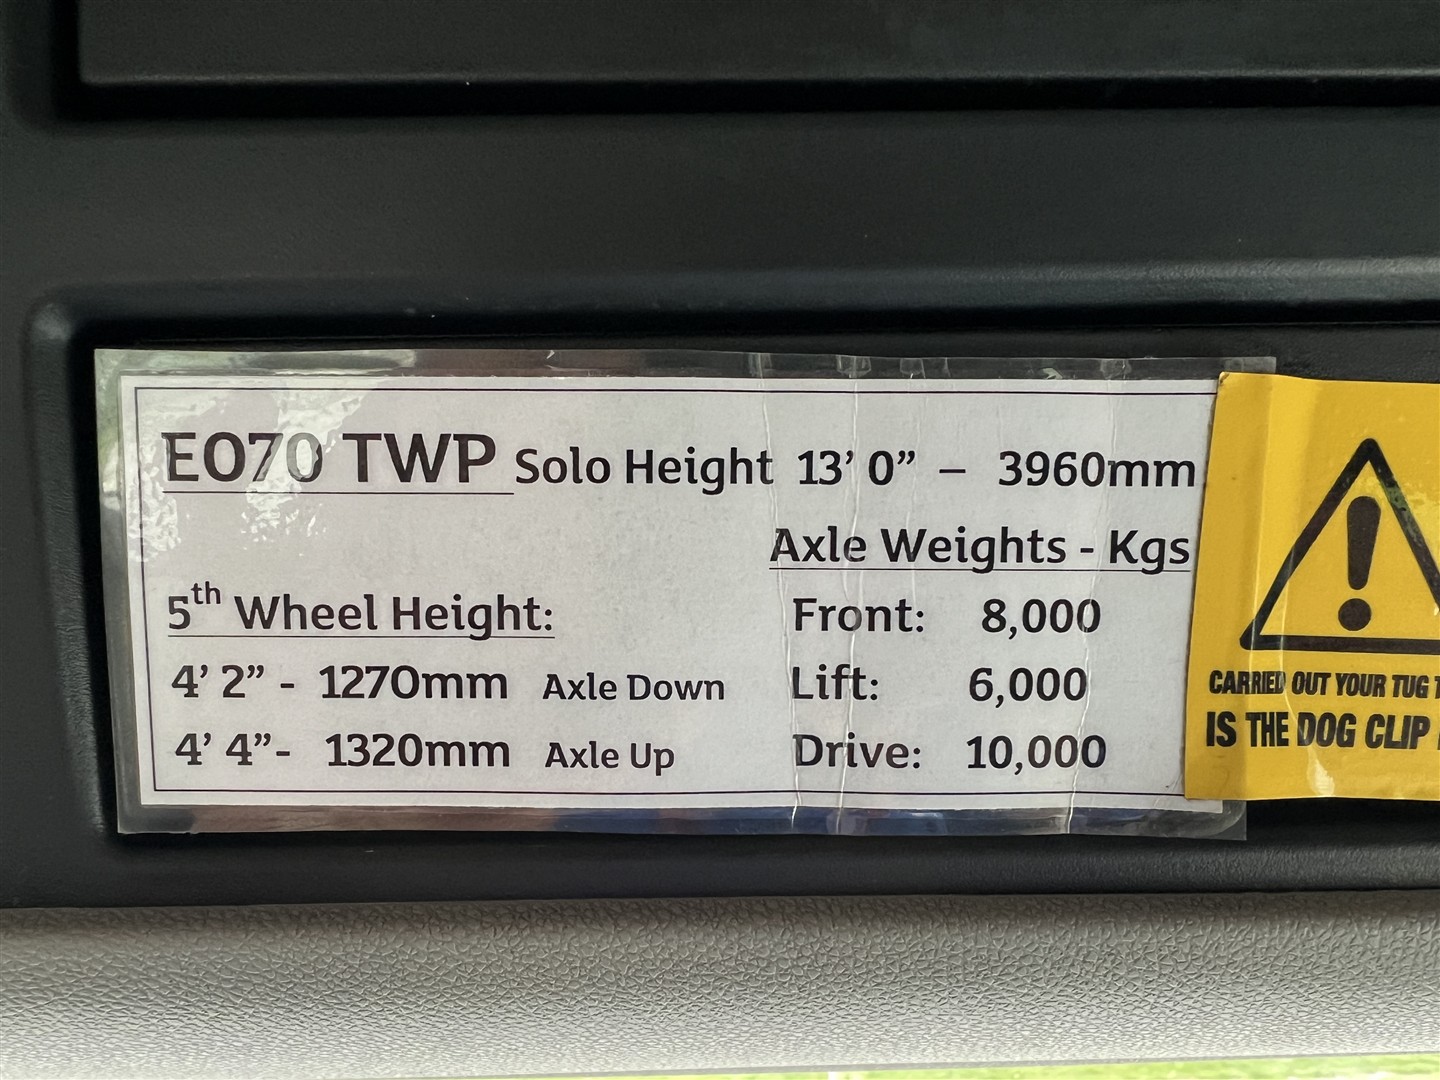 EO70 TWP Solo Height 13' 0" – 3960mm
Axle Weights - Kgs
5th Wheel Height:
Front: 8,000
4' 2" - 1270mm Axle Down
Lift: 6,000
4' 4"- 1320mm Axle Up
Drive: 10,000
CARRIED OUT YOUR TUG
IS THE DOG CLIP